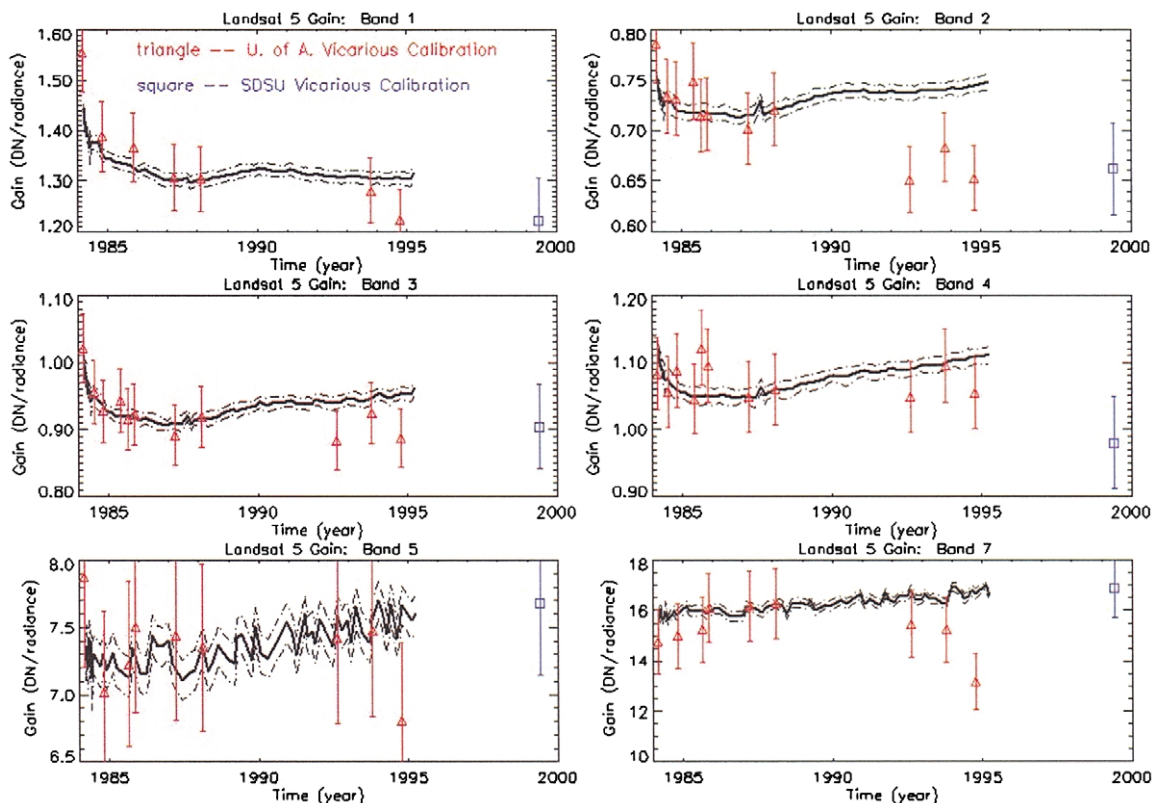 Landsat 5 Gain: Band 1
triangle -- U. of A. Vicarious Calibration
square -- SDSU Vicarious Calibration
Gain (DN/radiance)
1.60
1.50
1.40
1.30
1.20
1985
1990
1995
2000
Time (year)
Landsat 5 Gain: Band 2
Gain (DN/radiance)
0.80
0.75
0.70
0.65
0.60
1985
1990
1995
2000
Time (year)
Landsat 5 Gain: Band 3
Gain (DN/radiance)
1.10
1.00
0.90
0.80
1985
1990
1995
2000
Time (year)
Landsat 5 Gain: Band 4
Gain (DN/radiance)
1.20
1.10
1.00
0.90
1985
1990
1995
2000
Time (year)
Landsat 5 Gain: Band 5
Gain (DN/radiance)
8.0
7.5
7.0
6.5
1985
1990
1995
2000
Time (year)
Landsat 5 Gain: Band 7
Gain (DN/radiance)
18
16
14
12
10
1985
1990
1995
2000
Time (year)